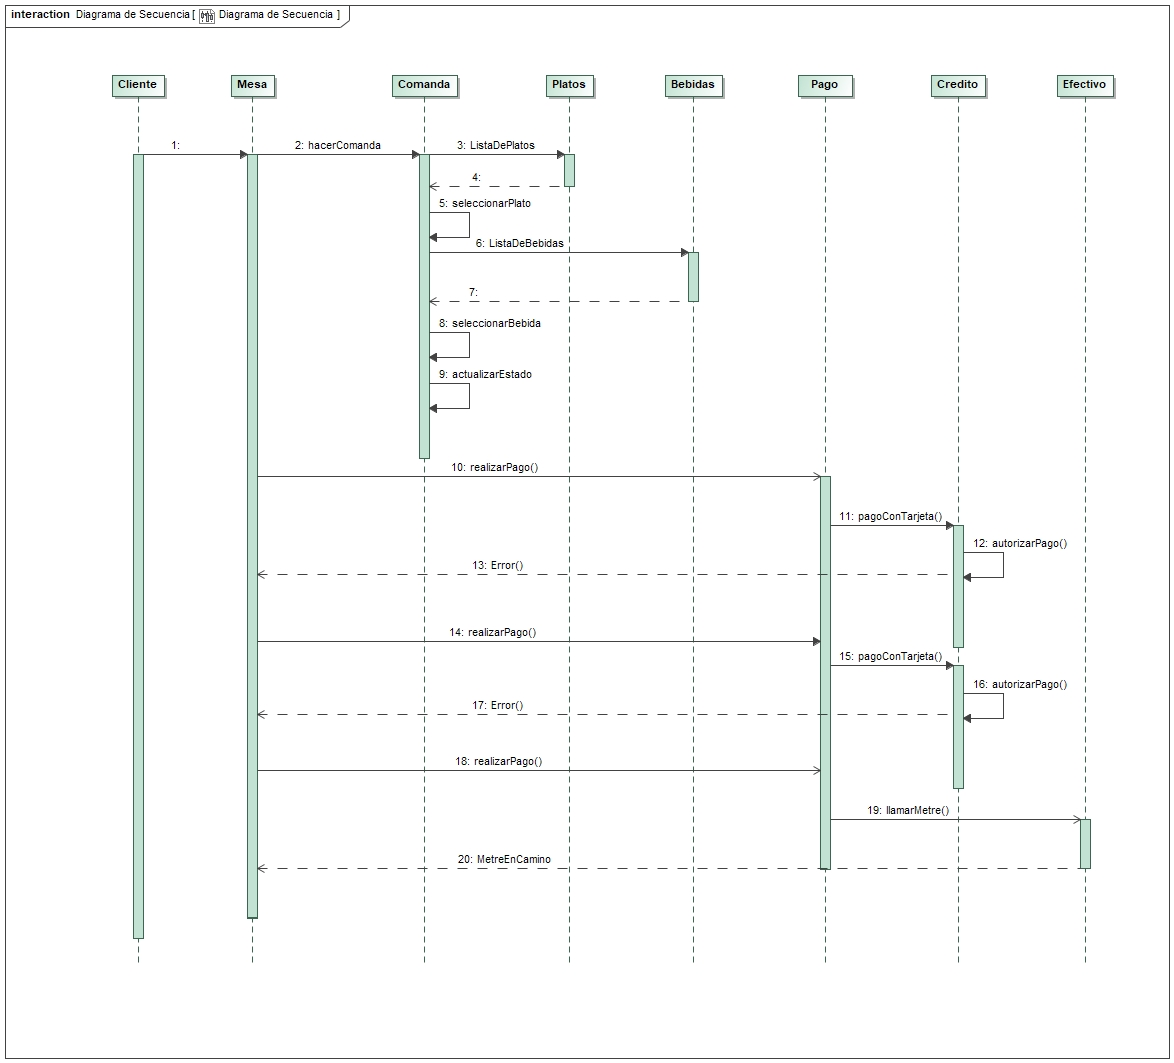 interaction Diagrama de Secuencia [ Diagrama de Secuencia ]
Cliente Mesa Comanda Platos Bebidas Pago Credito Efectivo
1: 2: hacerComanda 3: ListaDePlatos
4:
5: seleccionarPlato
6: ListaDeBebidas
7:
8: seleccionarBebida
9: actualizarEstado
10: realizarPago()
11: pagoConTarjeta()
12: autorizarPago()
13: Error()
14: realizarPago()
15: pagoConTarjeta()
16: autorizarPago()
17: Error()
18: realizarPago()
19: llamarMetre()
20: MetreEnCamino